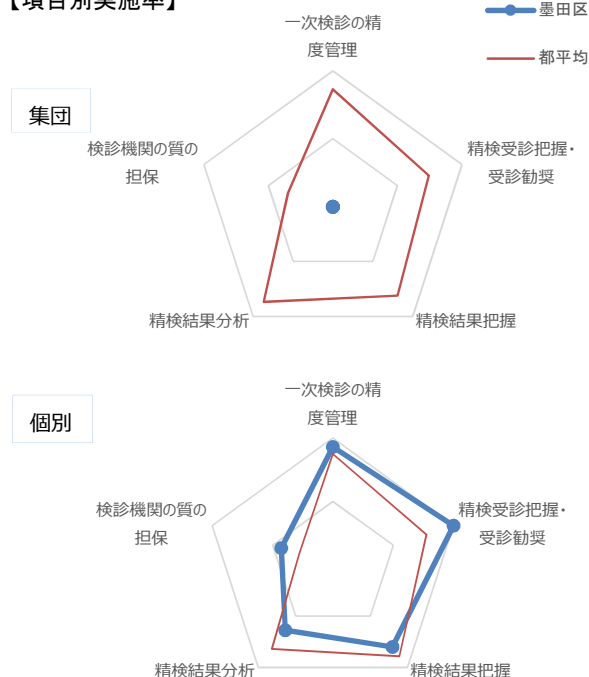 【項目別実施率】
墨田区
都平均
集団
一次検診の精
度管理
検診機関の質の
担保
精検受診把握・
受診勧奨
精検結果分析
精検結果把握
個別
一次検診の精
度管理
検診機関の質の
担保
精検受診把握・
受診勧奨
精検結果分析
精検結果把握